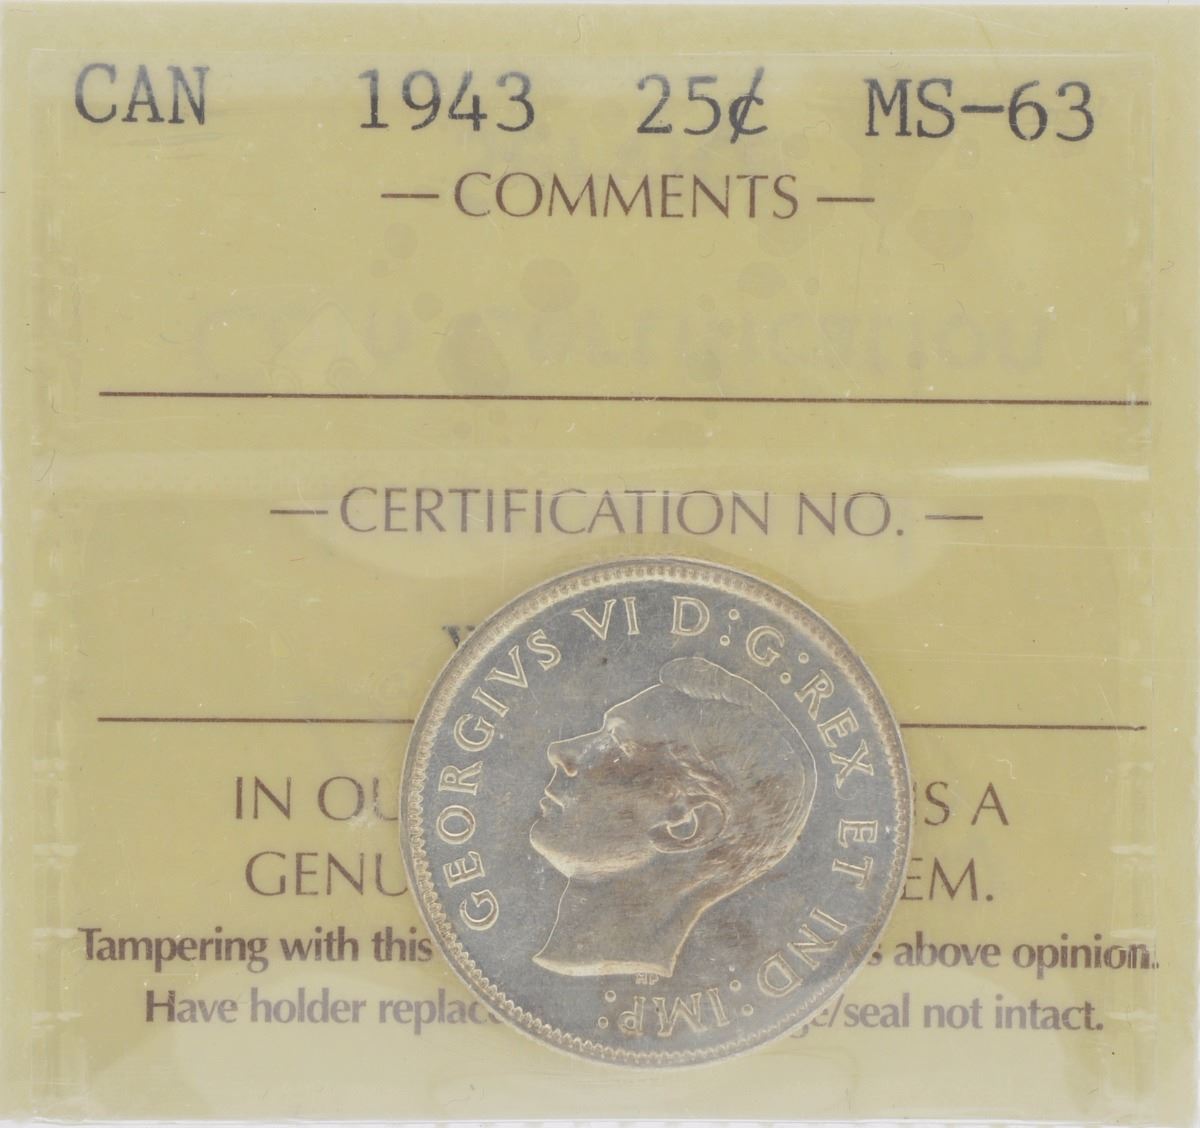 CAN 1943 25¢ MS-63
— COMMENTS —
— CERTIFICATION NO. —
GEORGIVS VI D:G:REX ET IND:IMP:
HP
IN OU S A
GENU EM.
Tampering with this s above opinion.
Have holder replac ge/seal not intact.